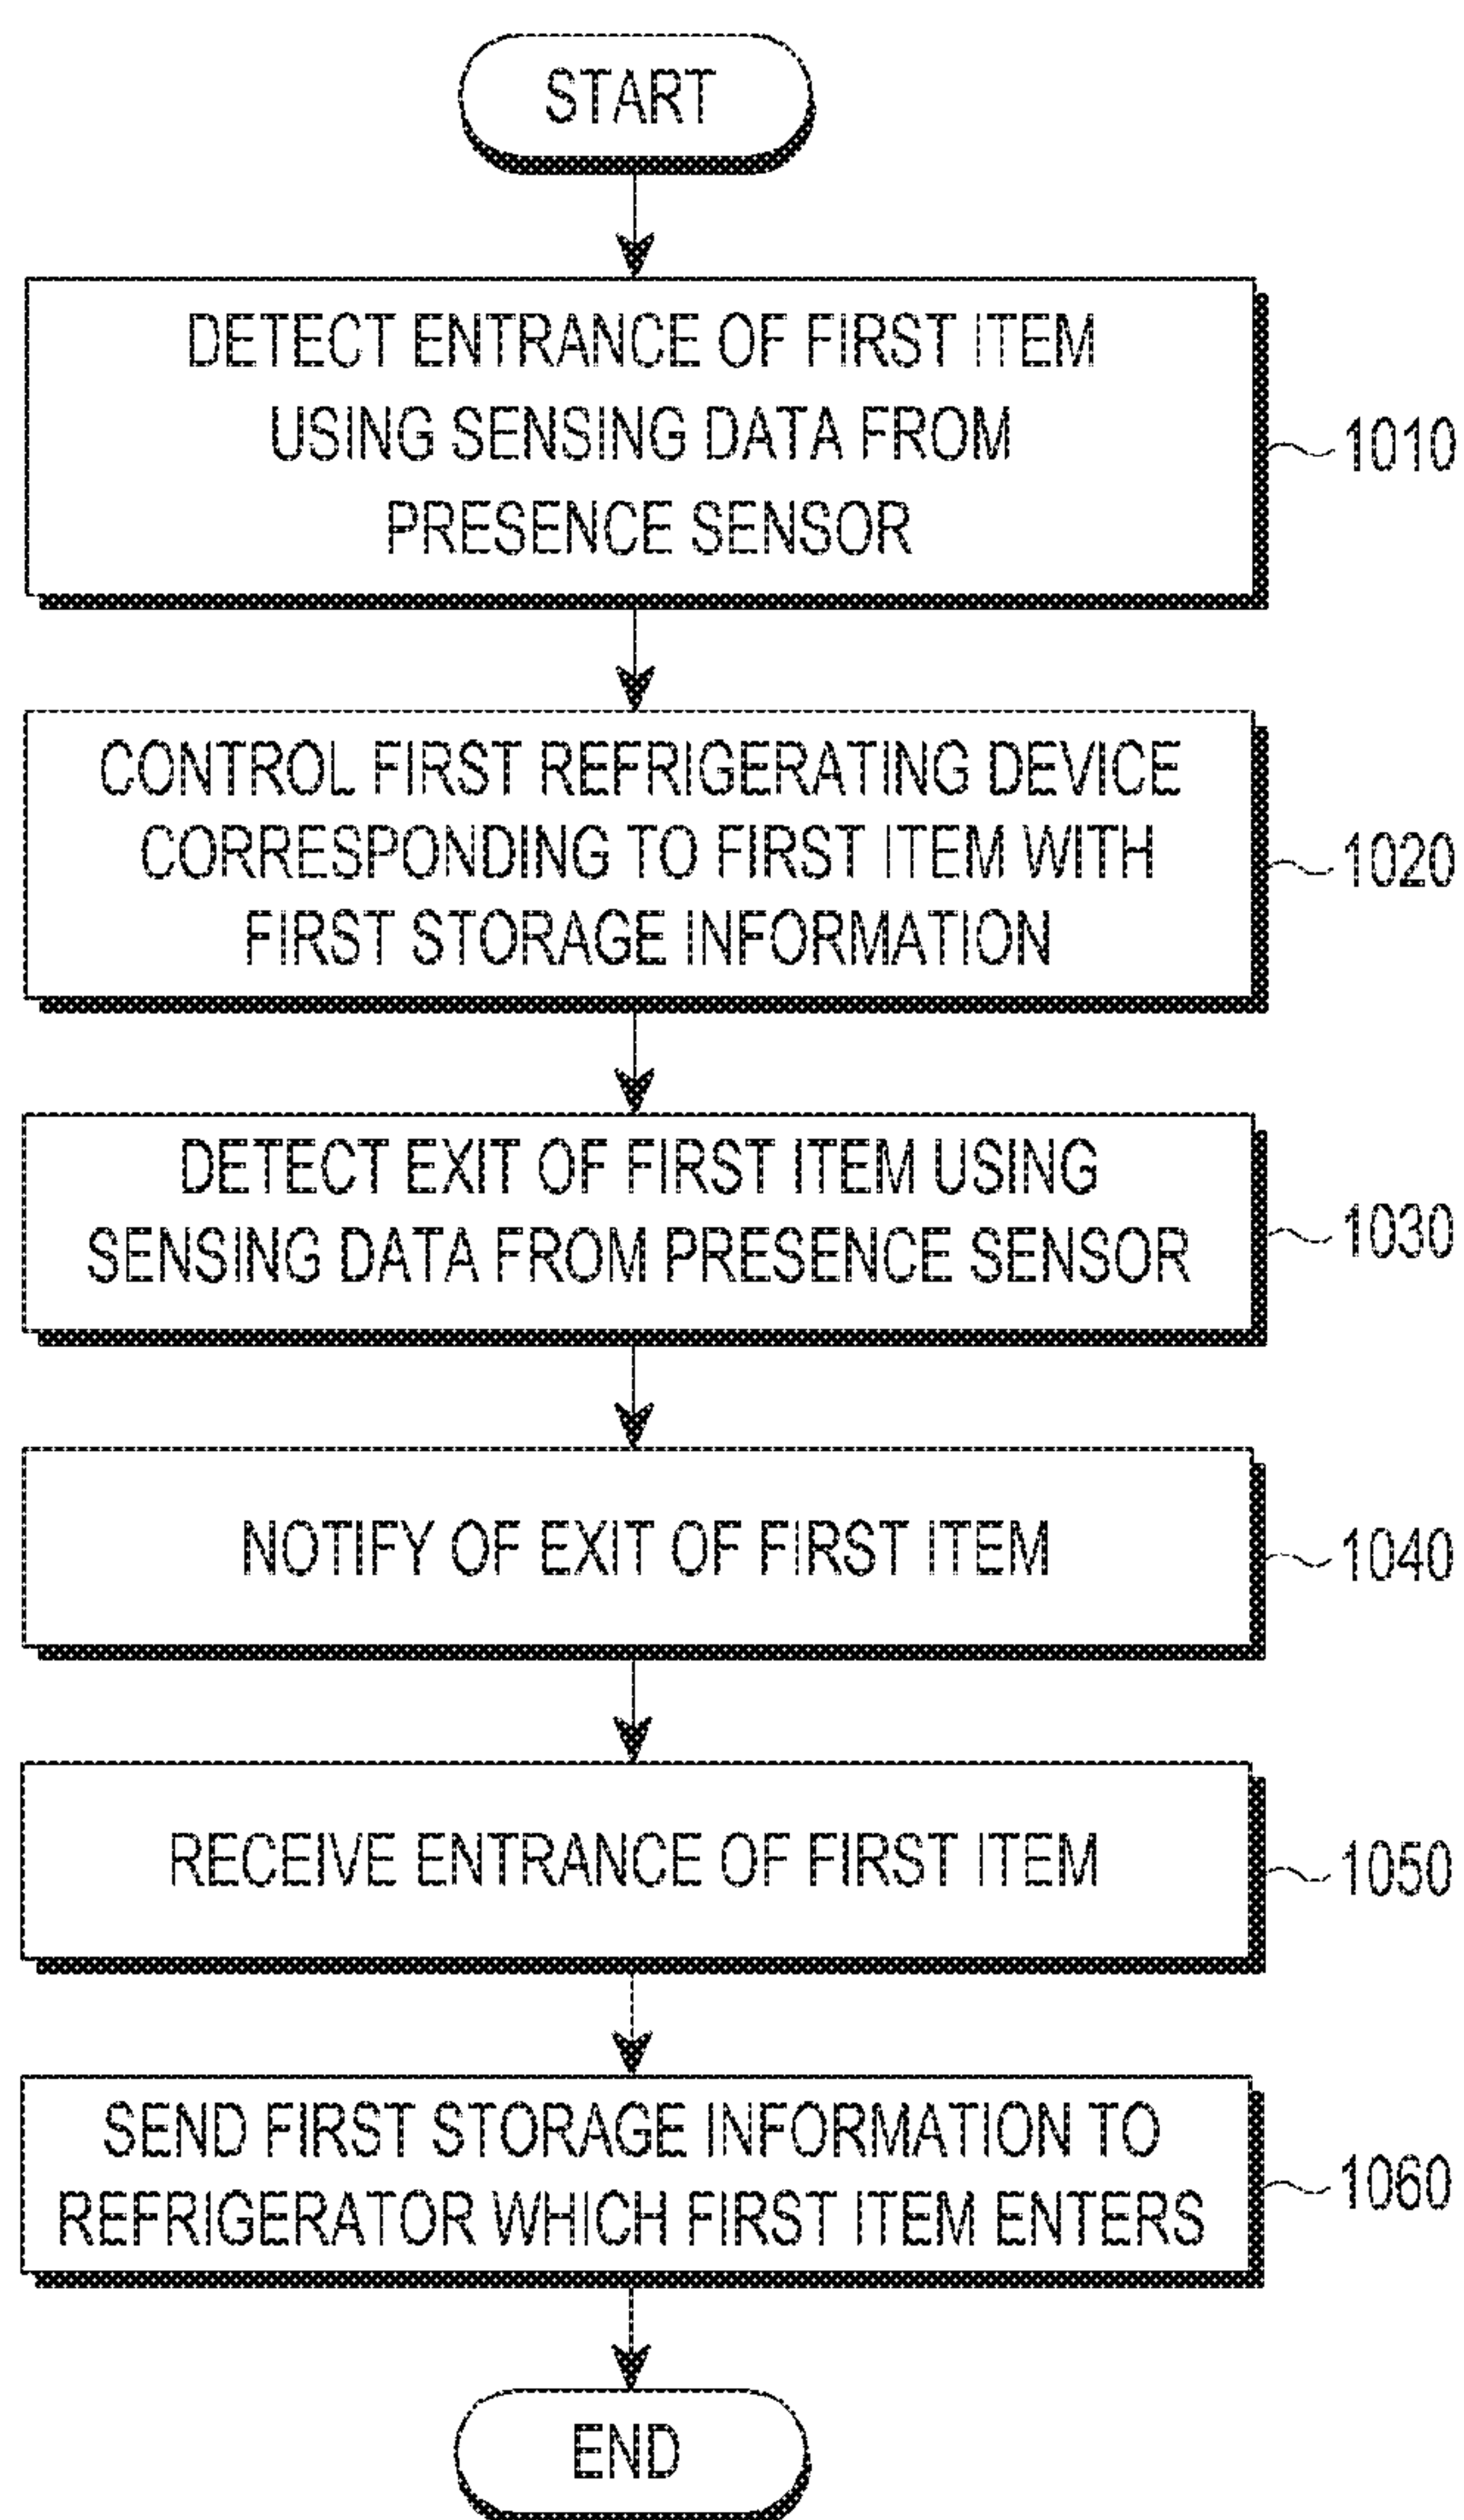 START
DETECT ENTRANCE OF FIRST ITEM
USING SENSING DATA FROM
PRESENCE SENSOR
1010
CONTROL FIRST REFRIGERATING DEVICE
CORRESPONDING TO FIRST ITEM WITH
FIRST STORAGE INFORMATION
1020
DETECT EXIT OF FIRST ITEM USING
SENSING DATA FROM PRESENCE SENSOR
1030
NOTIFY OF EXIT OF FIRST ITEM
1040
RECEIVE ENTRANCE OF FIRST ITEM
1050
SEND FIRST STORAGE INFORMATION TO
REFRIGERATOR WHICH FIRST ITEM ENTERS
1060
END